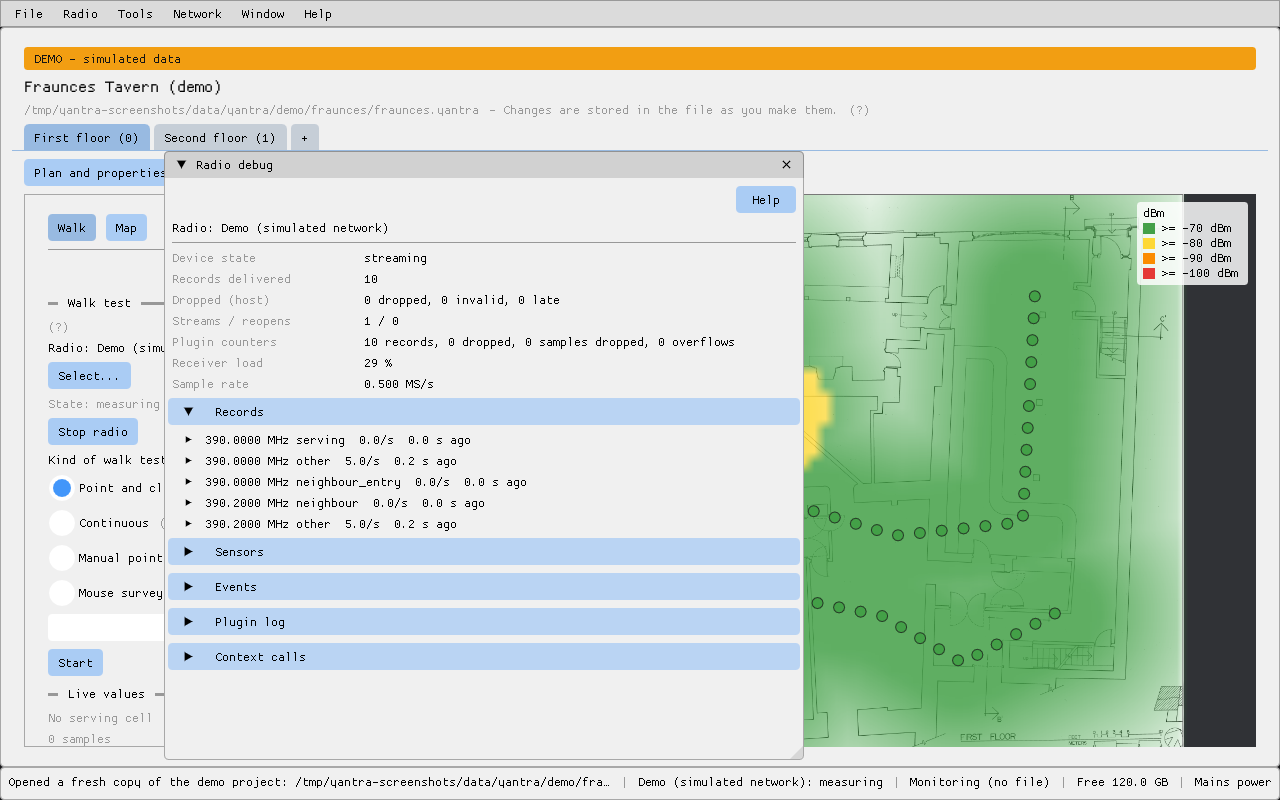 File Radio Tools Network Window Help
DEMO - simulated data
Fraunces Tavern (demo)
/tmp/yantra-screenshots/data/yantra/demo/fraunces/fraunces.yantra - Changes are stored in the file as you make them. (?)
First floor (0) Second floor (1) +
Plan and properties
Radio debug
Help
Radio: Demo (simulated network)
Device state streaming
Records delivered 10
Dropped (host) 0 dropped, 0 invalid, 0 late
Streams / reopens 1 / 0
Plugin counters 10 records, 0 dropped, 0 samples dropped, 0 overflows
Receiver load 29 %
Sample rate 0.500 MS/s
Records
390.0000 MHz serving 0.0/s 0.0 s ago
390.0000 MHz other 5.0/s 0.2 s ago
390.0000 MHz neighbour_entry 0.0/s 0.0 s ago
390.2000 MHz neighbour 0.0/s 0.0 s ago
390.2000 MHz other 5.0/s 0.2 s ago
Sensors
Events
Plugin log
Context calls
Walk Map
Walk test
(?)
Radio: Demo (simu
Select...
State: measuring
Stop radio
Kind of walk test
Point and cl
Continuous (
Manual point
Mouse survey
Start
Live values
No serving cell
0 samples
dBm
>= -70 dBm
>= -80 dBm
>= -90 dBm
>= -100 dBm
FIRST FLOOR
Opened a fresh copy of the demo project: /tmp/yantra-screenshots/data/yantra/demo/fra… | Demo (simulated network): measuring | Monitoring (no file) | Free 120.0 GB | Mains power